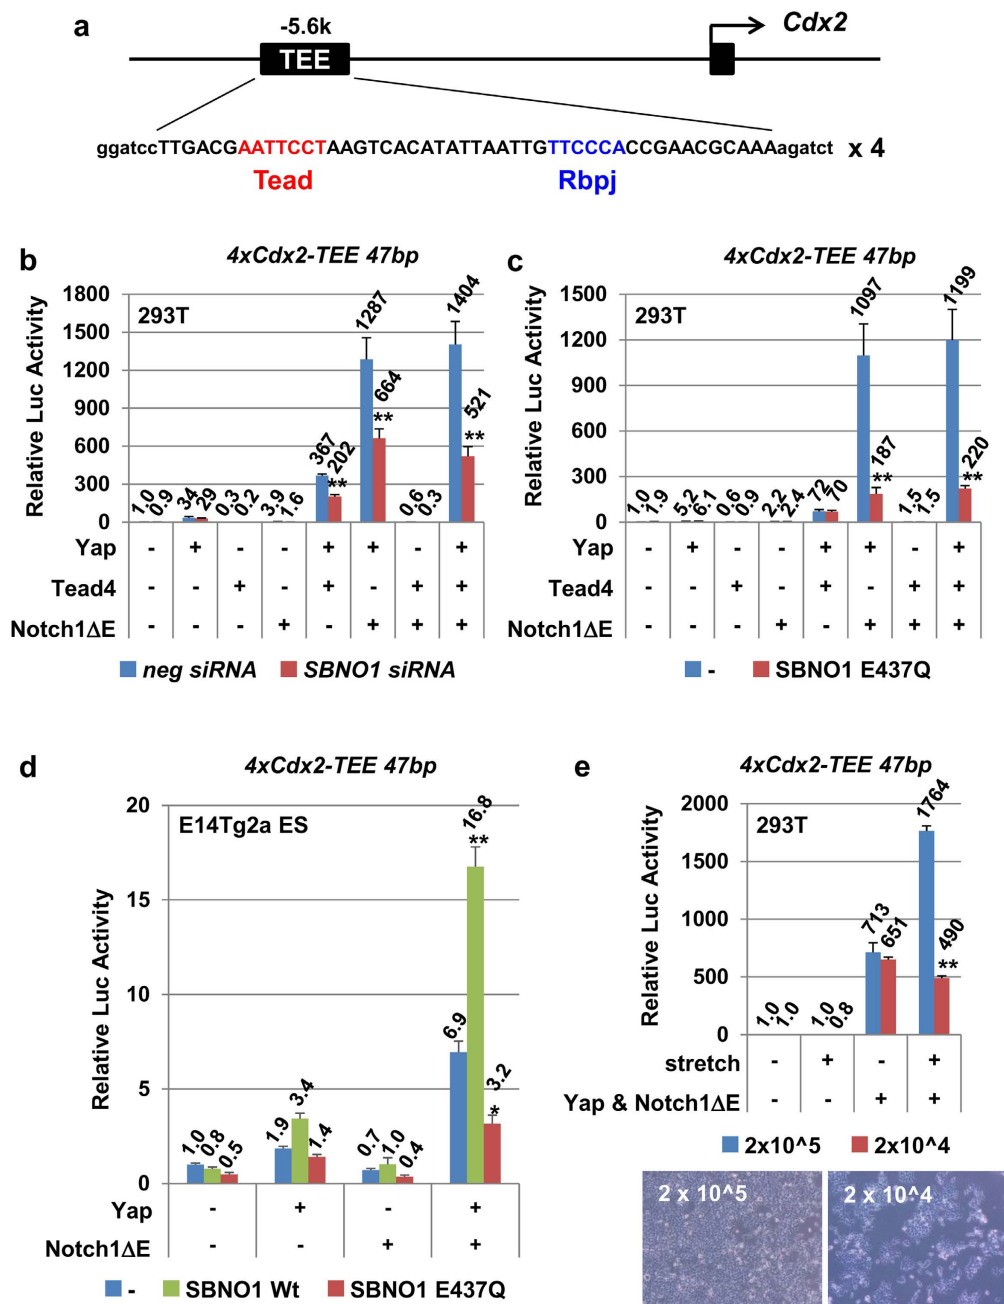 a
-5.6k
Cdx2
TEE
ggatccTTGACGAATTCCTAAGTCACATATTAATTGTTCCCACCGAACGCAAAagatct x 4
Tead Rbpj
b
4xCdx2-TEE 47bp
Relative Luc Activity
1800
1500
1200
900
600
300
0
293T
1.0 0.9 34 29 0.3 0.2 3.9 1.6 367 202 ** 1287 664 ** 0.6 0.3 1404 521 **
Yap - + - - + + - +
Tead4 - - + - + - + +
Notch1ΔE - - - + - + + +
neg siRNA SBNO1 siRNA
c
4xCdx2-TEE 47bp
Relative Luc Activity
1500
1200
900
600
300
0
293T
1.0 1.9 5.2 6.1 0.6 0.9 2.2 2.4 72 70 1097 187 ** 1.5 1.5 1199 220 **
Yap - + - - + + - +
Tead4 - - + - + - + +
Notch1ΔE - - - + - + + +
- SBNO1 E437Q
d
4xCdx2-TEE 47bp
Relative Luc Activity
20
15
10
5
0
E14Tg2a ES
1.0 0.8 0.5 1.9 3.4 1.4 0.7 1.0 0.4 6.9 16.8 ** 3.2 *
Yap - + - +
Notch1ΔE - - + +
- SBNO1 Wt SBNO1 E437Q
e
4xCdx2-TEE 47bp
Relative Luc Activity
2000
1500
1000
500
0
293T
1.0 1.0 1.0 0.8 713 651 1764 490 **
stretch - + - +
Yap & Notch1ΔE - - + +
2x10^5 2x10^4
2 x 10^5 2 x 10^4